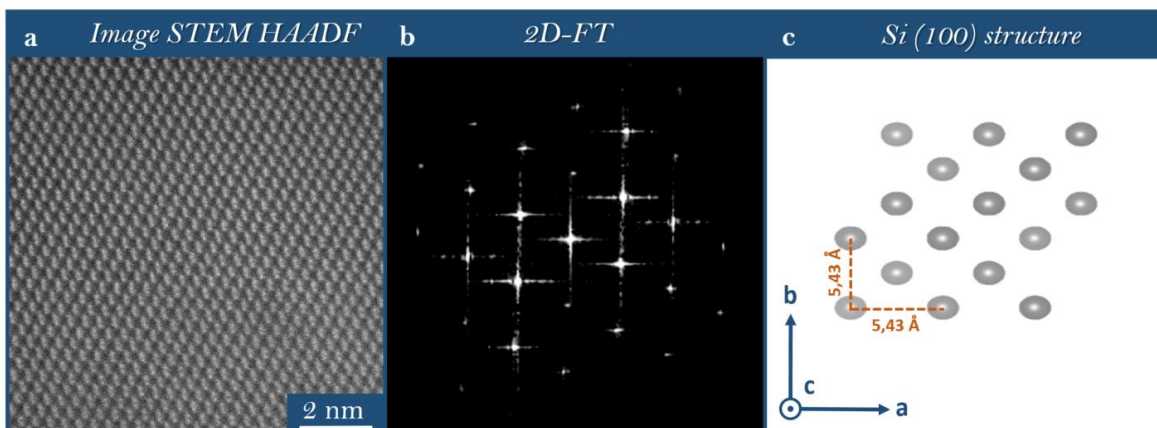 a Image STEM HAADF
b 2D-FT
c Si (100) structure
5,43 Å
5,43 Å
b
c
a
2 nm